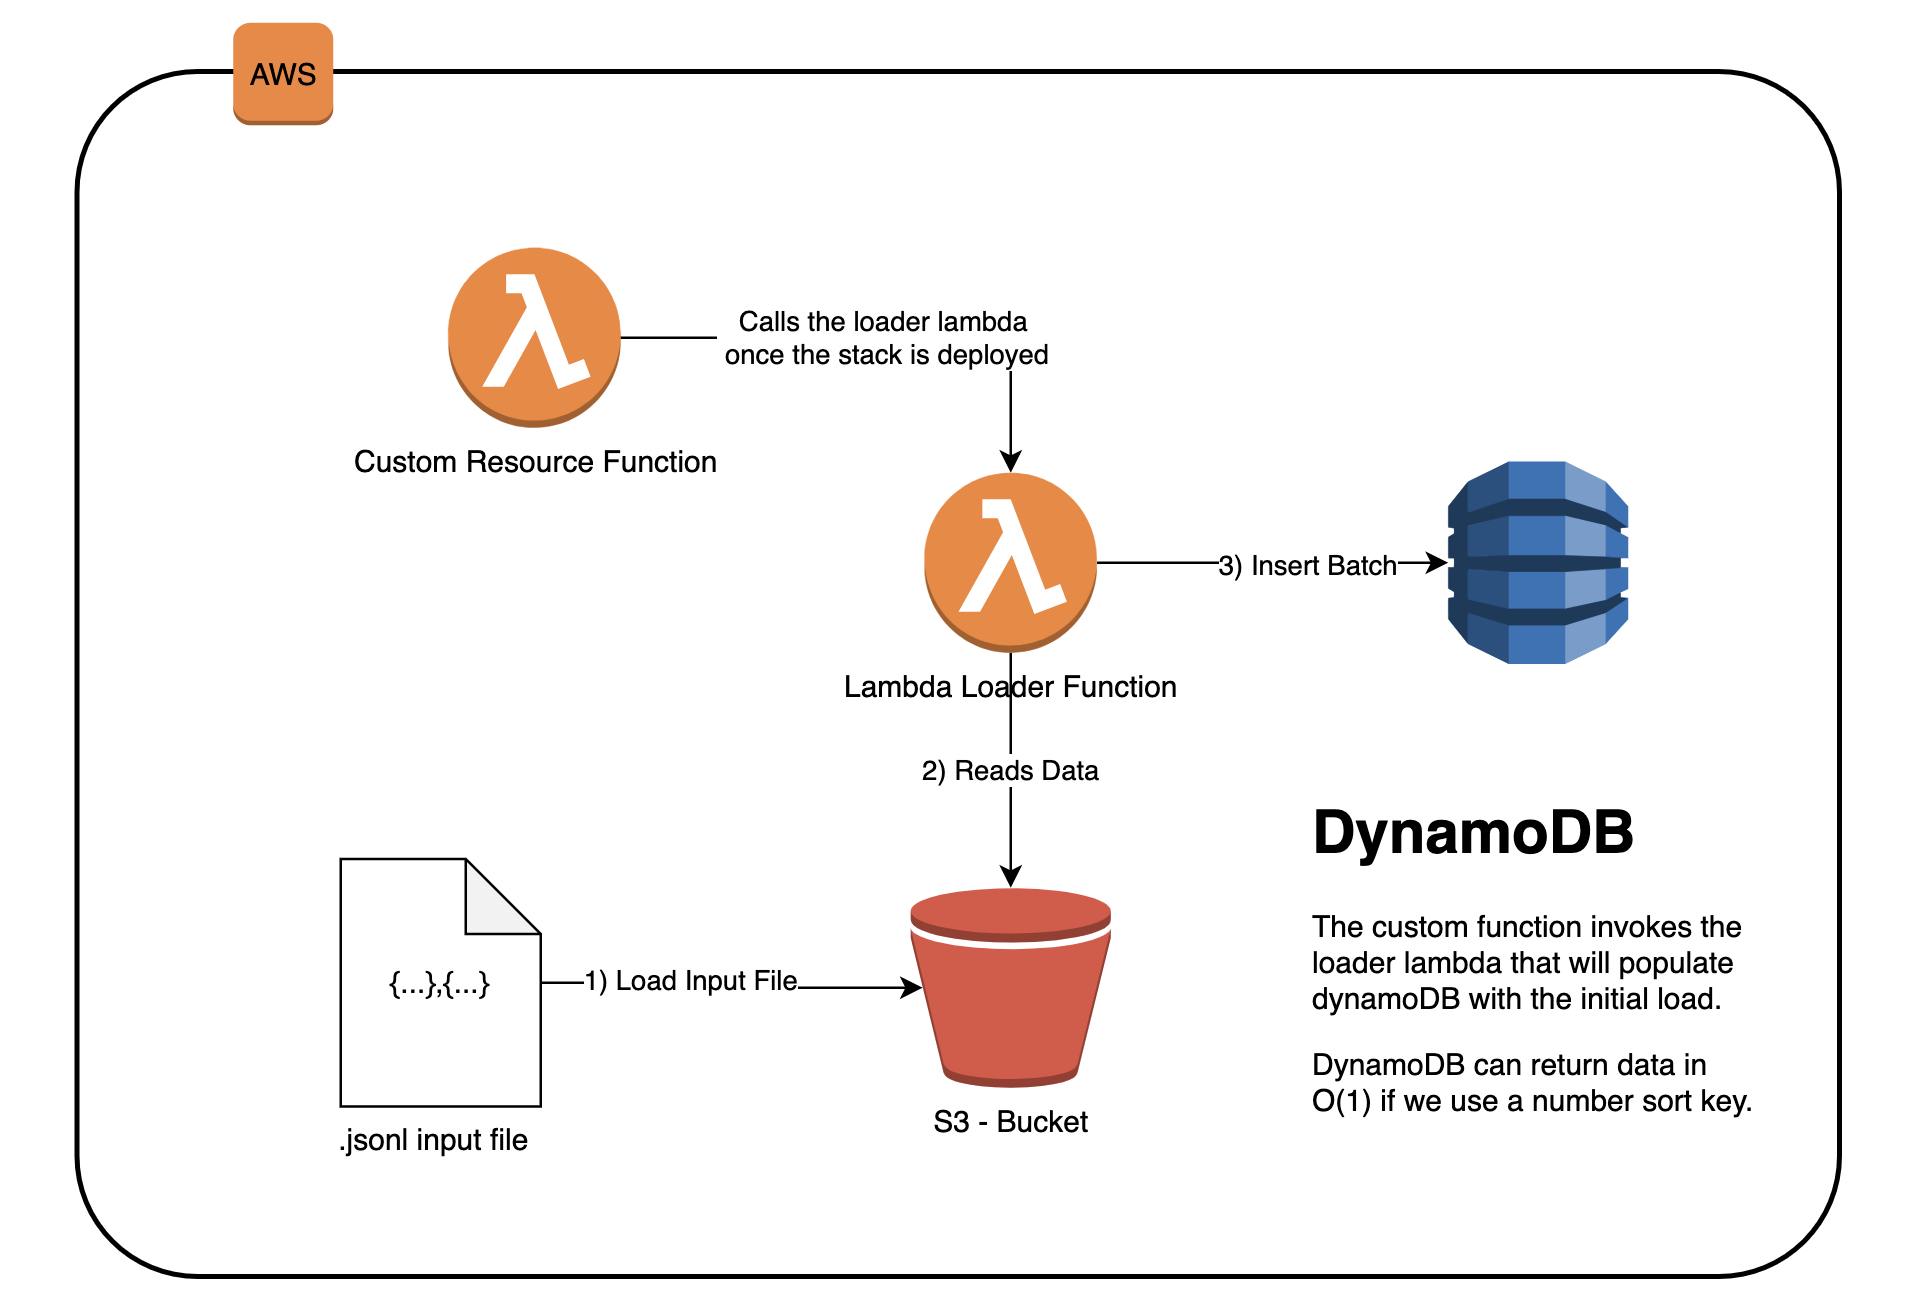 AWS
Calls the loader lambda
once the stack is deployed
Custom Resource Function
3) Insert Batch
Lambda Loader Function
2) Reads Data
{...},{...}
1) Load Input File
.jsonl input file
S3 - Bucket
DynamoDB
The custom function invokes the
loader lambda that will populate
dynamoDB with the initial load.
DynamoDB can return data in
O(1) if we use a number sort key.